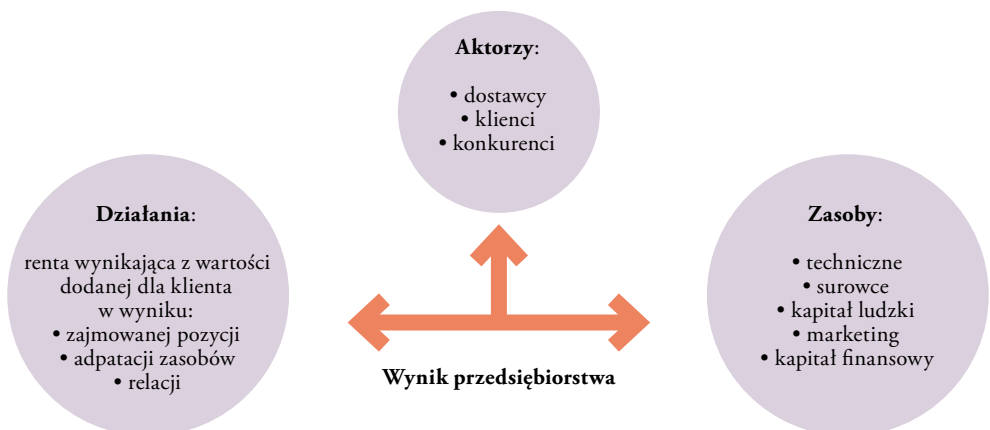 Aktorzy:
• dostawcy
• klienci
• konkurenci
Działania:
renta wynikająca z wartości
dodanej dla klienta
w wyniku:
• zajmowanej pozycji
• adpatacji zasobów
• relacji
Zasoby:
• techniczne
• surowce
• kapitał ludzki
• marketing
• kapitał finansowy
Wynik przedsiębiorstwa